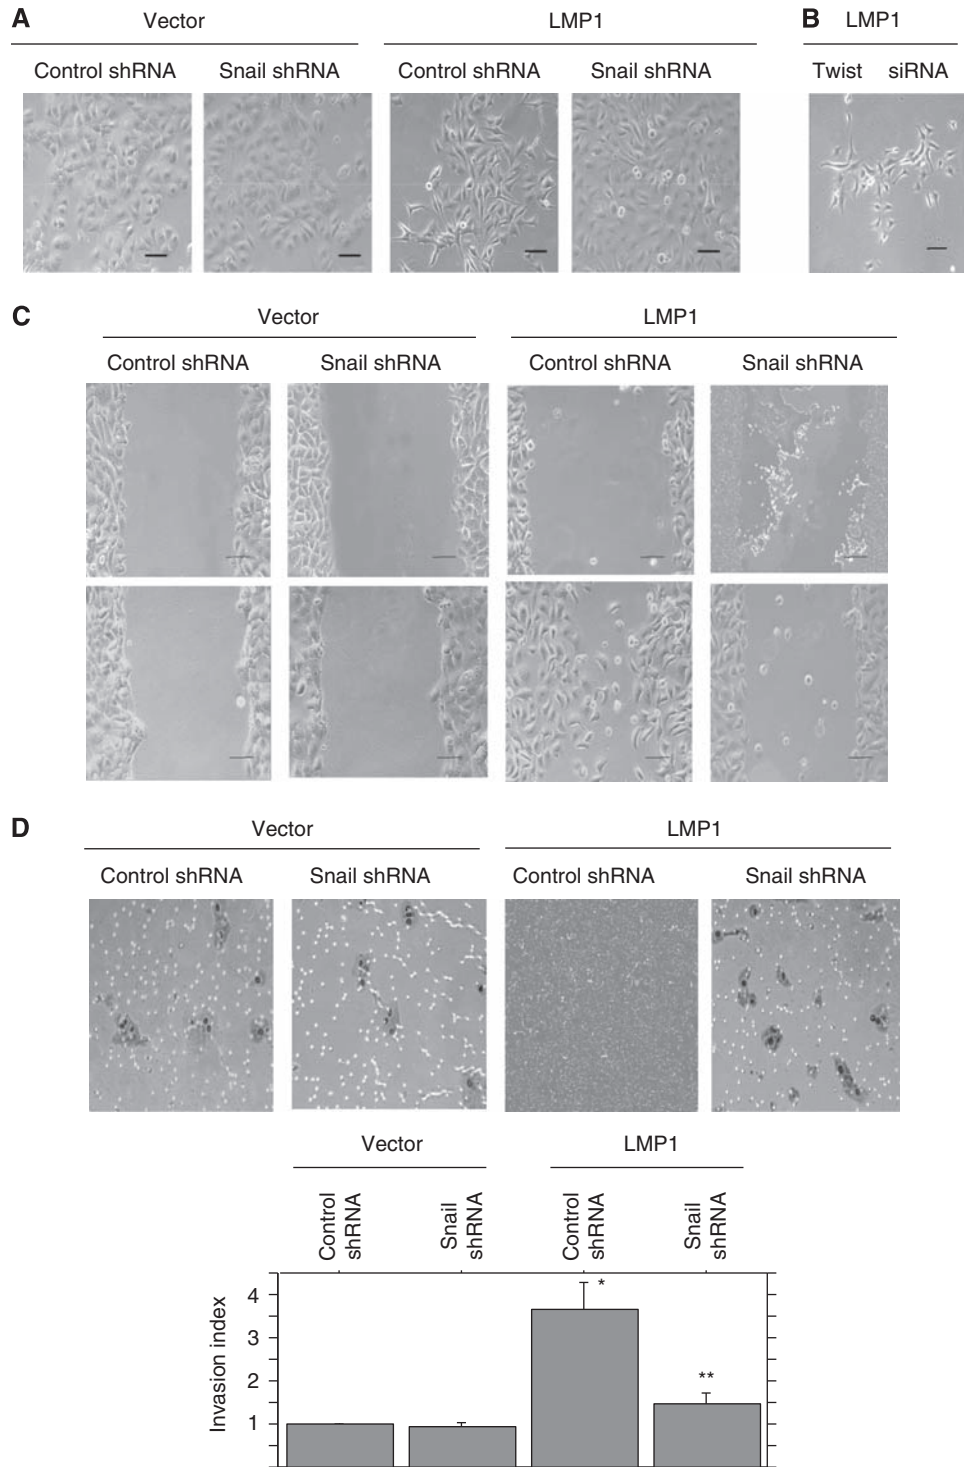 A
Vector
LMP1
Control shRNA
Snail shRNA
Control shRNA
Snail shRNA
B
LMP1
Twist siRNA
C
Vector
LMP1
Control shRNA
Snail shRNA
Control shRNA
Snail shRNA
D
Vector
LMP1
Control shRNA
Snail shRNA
Control shRNA
Snail shRNA
Vector
LMP1
Control
shRNA
Snail
shRNA
Control
shRNA
Snail
shRNA
Invasion index
4
3
2
1
*
**